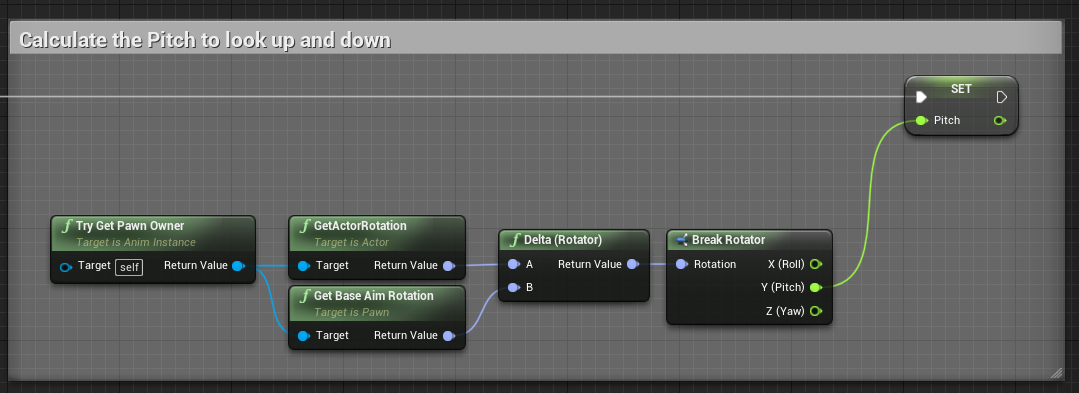 Calculate the Pitch to look up and down
SET
Pitch
f Try Get Pawn Owner
Target is Anim Instance
Target self Return Value
f GetActorRotation
Target is Actor
Target Return Value
f Get Base Aim Rotation
Target is Pawn
Target Return Value
f Delta (Rotator)
A Return Value
B
Break Rotator
Rotation X (Roll)
Y (Pitch)
Z (Yaw)